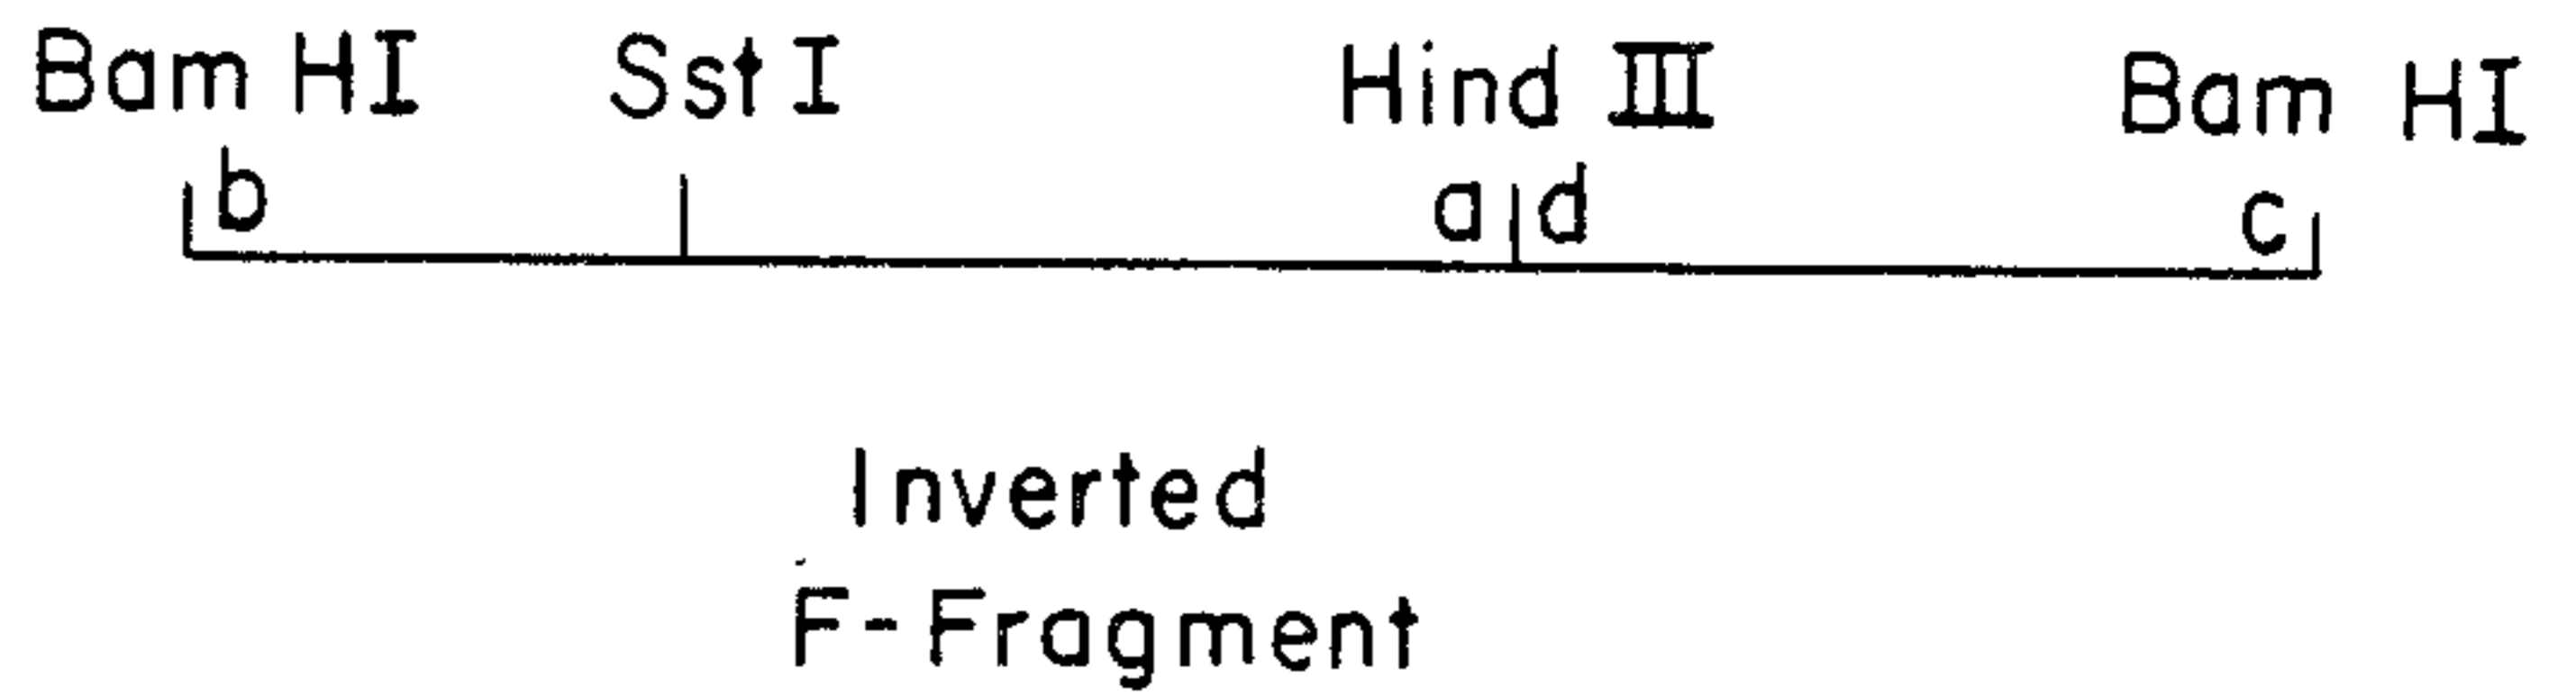 Bam HI Sst I Hind III Bam HI
b a d c
Inverted
F-Fragment